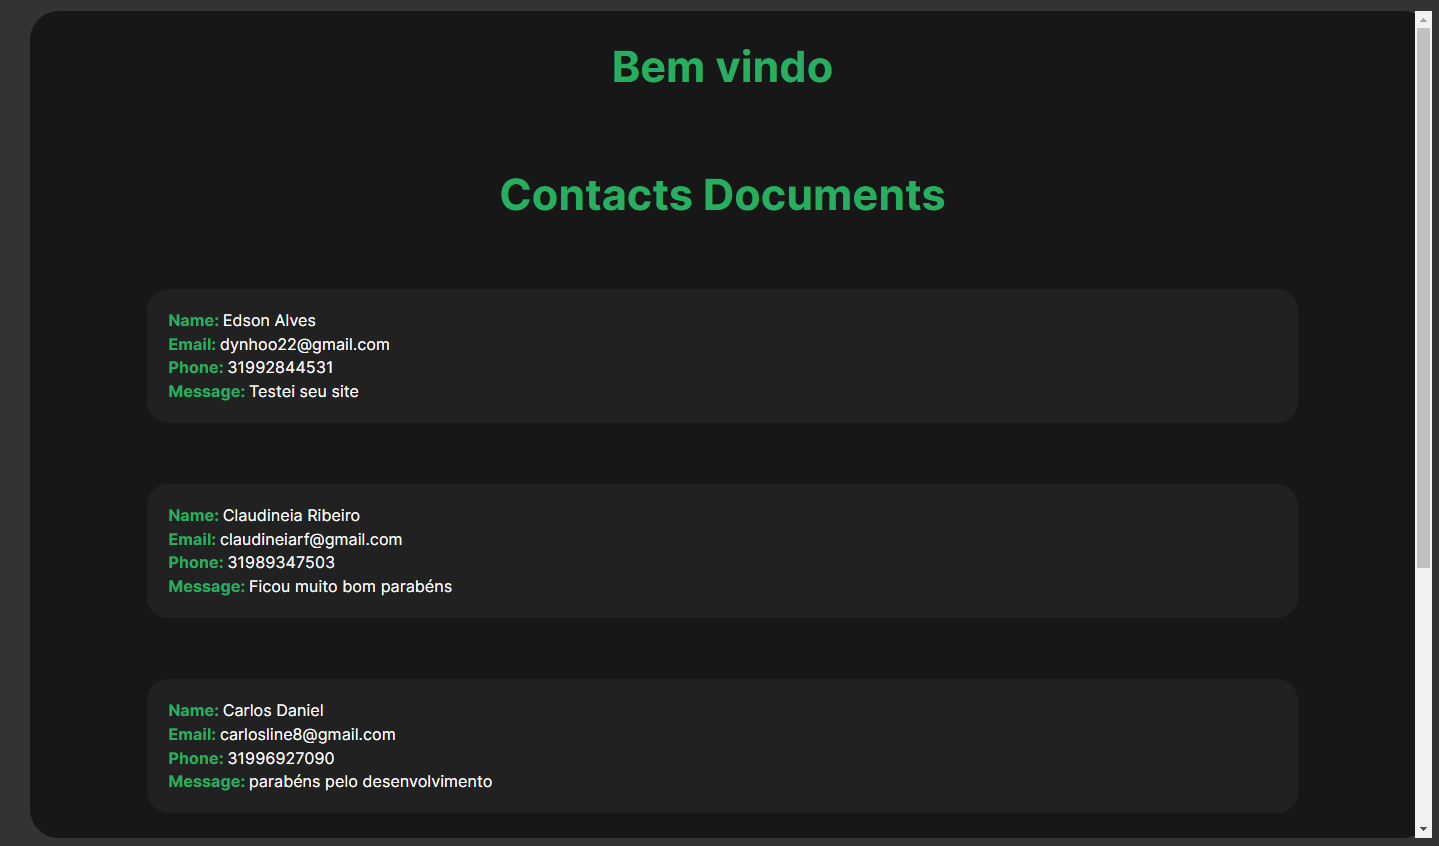 Bem vindo
Contacts Documents
Name: Edson Alves
Email: dynhoo22@gmail.com
Phone: 31992844531
Message: Testei seu site
Name: Claudineia Ribeiro
Email: claudineiarf@gmail.com
Phone: 31989347503
Message: Ficou muito bom parabéns
Name: Carlos Daniel
Email: carlosline8@gmail.com
Phone: 31996927090
Message: parabéns pelo desenvolvimento